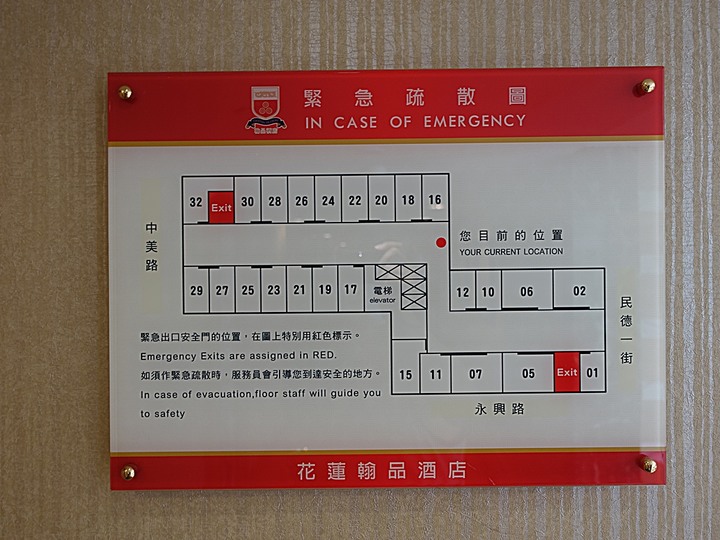 緊急疏散圖
IN CASE OF EMERGENCY
32 Exit 30 28 26 24 22 20 18 16
中美路
您目前的位置
YOUR CURRENT LOCATION
29 27 25 23 21 19 17
電梯
elevator
12 10 06 02
民德一街
緊急出口安全門的位置，在圖上特別用紅色標示。
Emergency Exits are assigned in RED.
如須作緊急疏散時，服務員會引導您到達安全的地方。
In case of evacuation,floor staff will guide you
to safety
15 11 07 05 Exit 01
永興路
花蓮翰品酒店